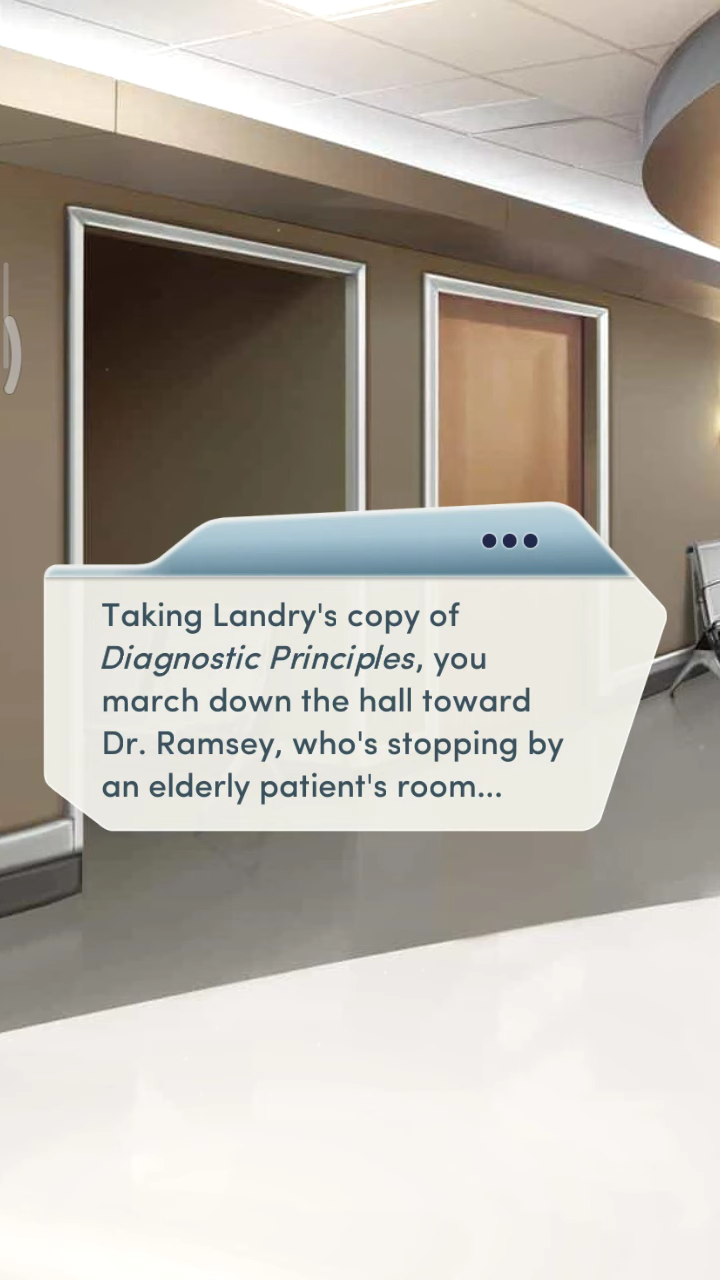 Taking Landry's copy of
Diagnostic Principles, you
march down the hall toward
Dr. Ramsey, who's stopping by
an elderly patient's room...